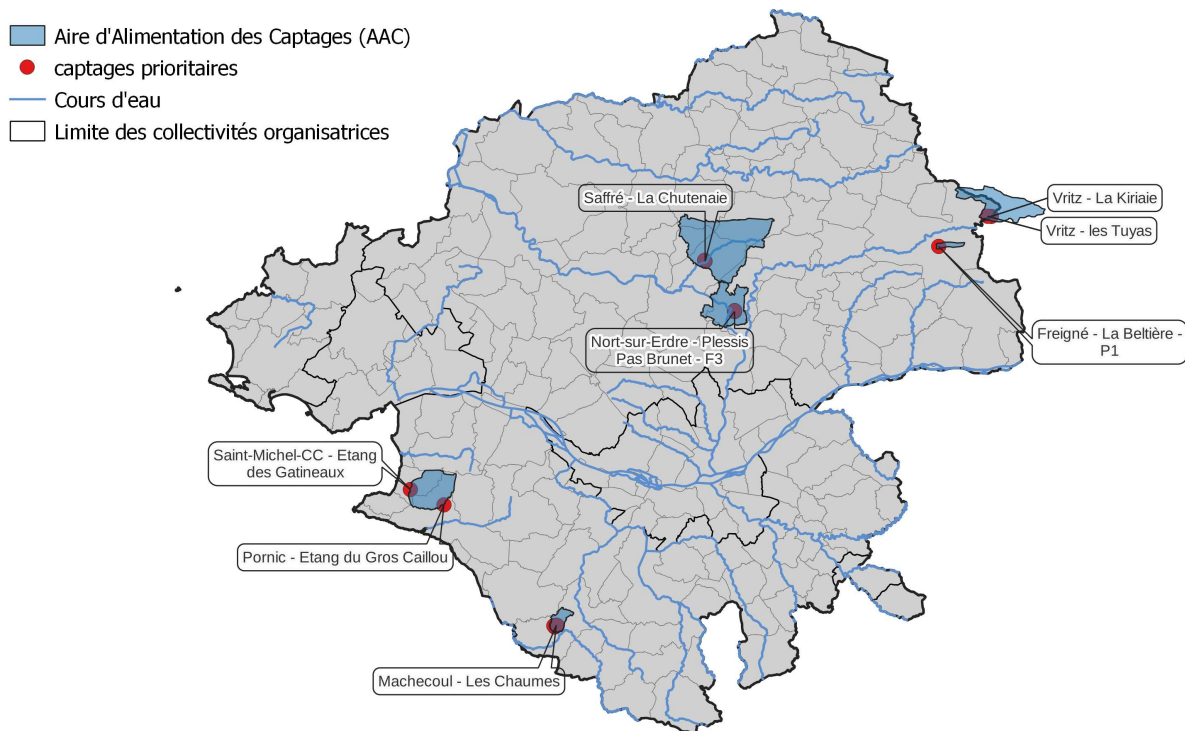 Aire d'Alimentation des Captages (AAC)
captages prioritaires
Cours d'eau
Limite des collectivités organisatrices
Saffré - La Chutenaie
Vritz - La Kiriaie
Vritz - les Tuyas
Freigné - La Beltière -
P1
Nort-sur-Erdre - Plessis
Pas Brunet - F3
Saint-Michel-CC - Etang
des Gatineaux
Pornic - Etang du Gros Caillou
Machecoul - Les Chaumes